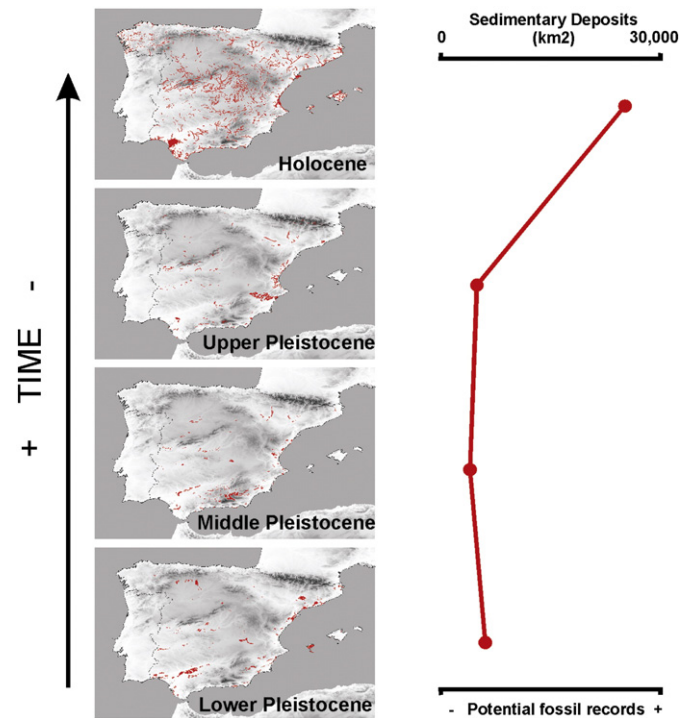 Sedimentary Deposits
(km2)
0
30,000
Holocene
Upper Pleistocene
Middle Pleistocene
Lower Pleistocene
+ TIME -
- Potential fossil records +